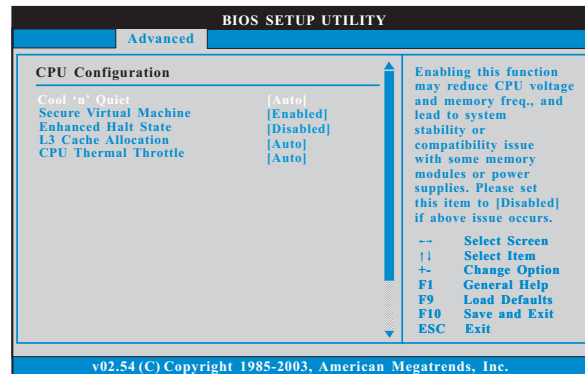 BIOS SETUP UTILITY
Advanced
CPU Configuration
Cool ‘n’ Quiet [Auto]
Secure Virtual Machine [Enabled]
Enhanced Halt State [Disabled]
L3 Cache Allocation [Auto]
CPU Thermal Throttle [Auto]
Enabling this function
may reduce CPU voltage
and memory freq., and
lead to system
stability or
compatibility issue
with some memory
modules or power
supplies. Please set
this item to [Disabled]
if above issue occurs.
←→ Select Screen
↑↓ Select Item
+- Change Option
F1 General Help
F9 Load Defaults
F10 Save and Exit
ESC Exit
v02.54 (C) Copyright 1985-2003, American Megatrends, Inc.